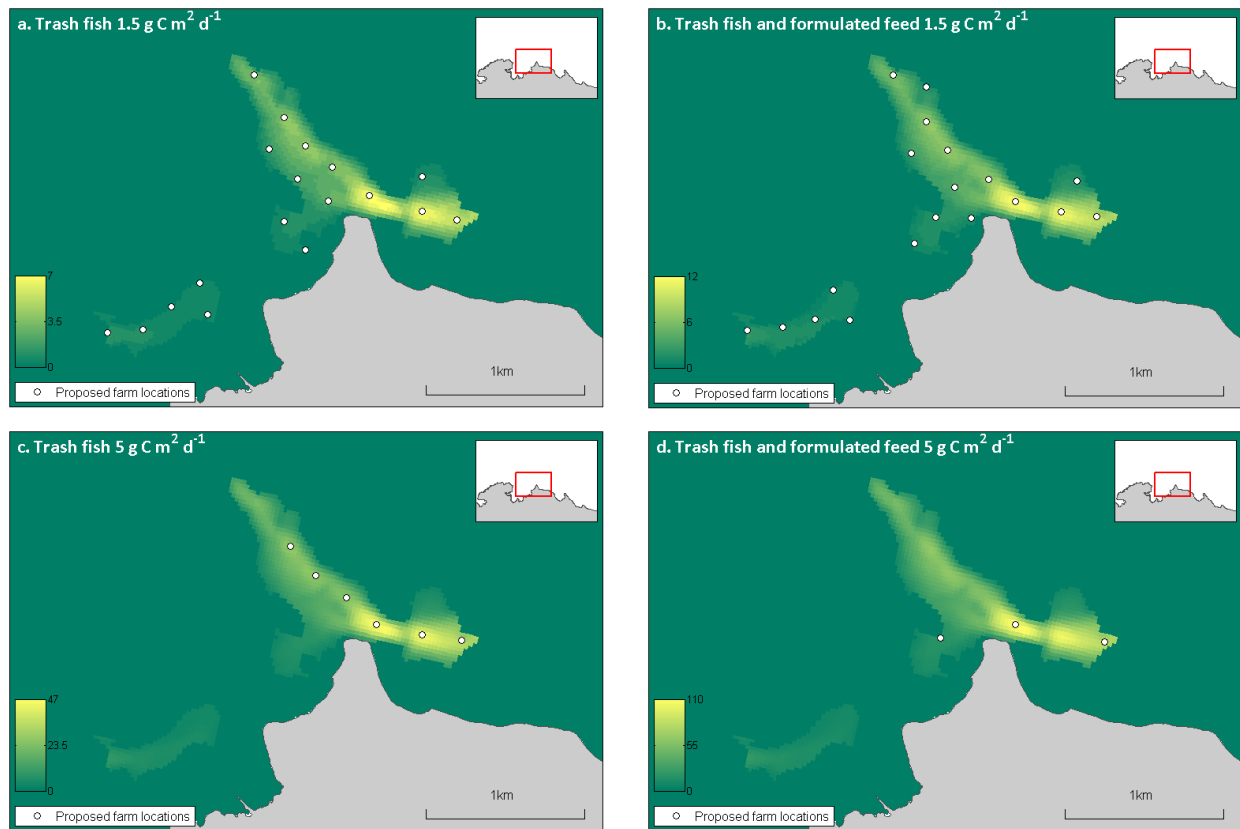 a. Trash fish 1.5 g C m² d⁻¹
7
3.5
0
Proposed farm locations
1km
b. Trash fish and formulated feed 1.5 g C m² d⁻¹
12
6
0
Proposed farm locations
1km
c. Trash fish 5 g C m² d⁻¹
47
23.5
0
Proposed farm locations
1km
d. Trash fish and formulated feed 5 g C m² d⁻¹
110
55
0
Proposed farm locations
1km